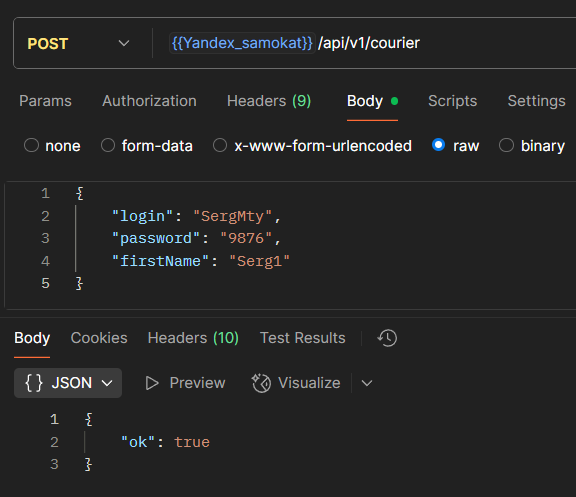 POST {{Yandex_samokat}} /api/v1/courier
Params Authorization Headers (9) Body Scripts Settings
none form-data x-www-form-urlencoded raw binary
1 {
2 "login": "SergMty",
3 "password": "9876",
4 "firstName": "Serg1"
5 }
Body Cookies Headers (10) Test Results
{} JSON Preview Visualize
1 {
2 "ok": true
3 }